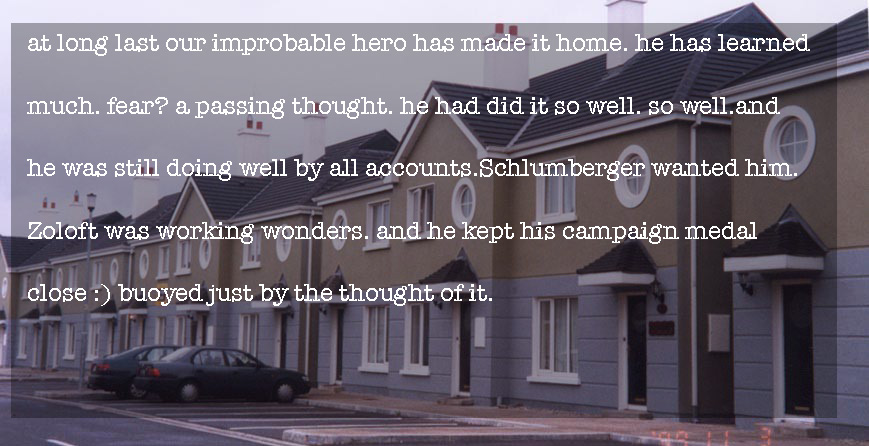 at long last our improbable hero has made it home. he has learned
much. fear? a passing thought. he had did it so well. so well.and
he was still doing well by all accounts.Schlumberger wanted him.
Zoloft was working wonders. and he kept his campaign medal
close :) buoyed just by the thought of it.